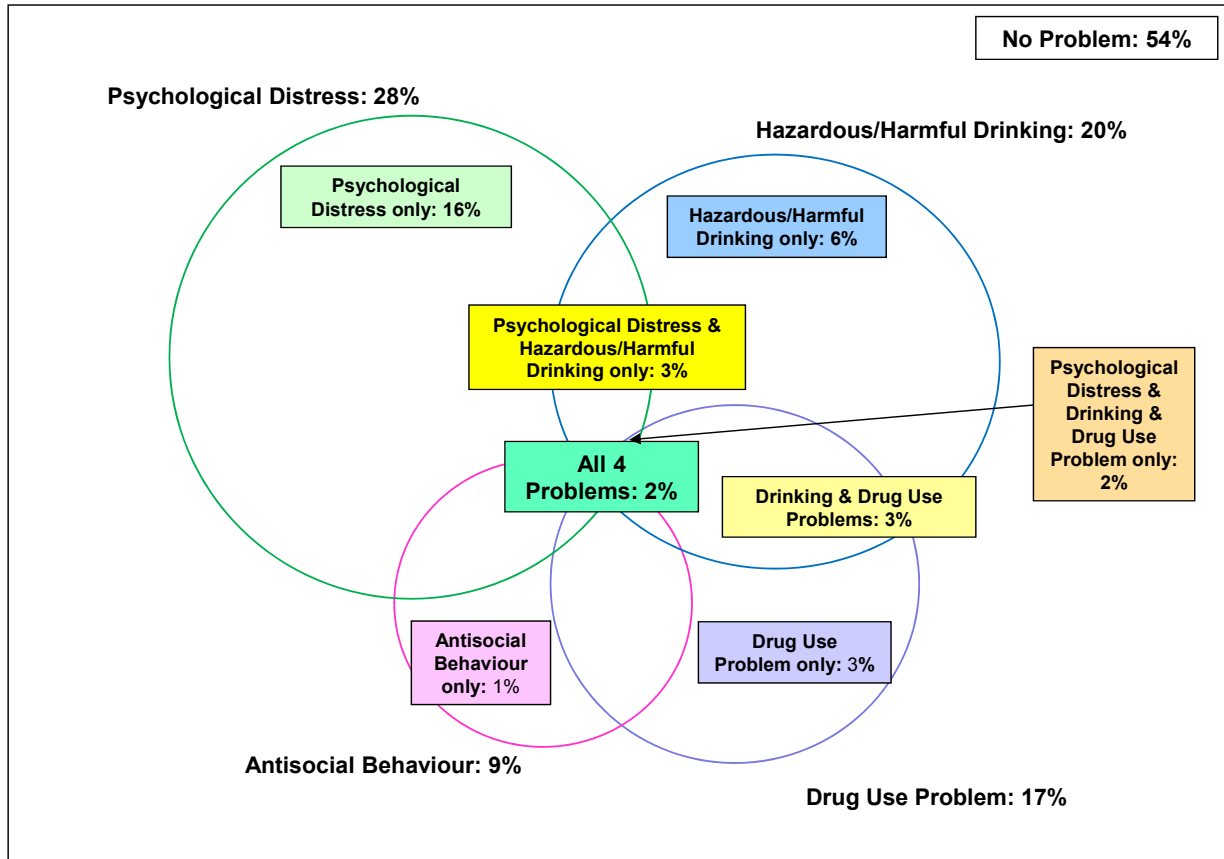 No Problem: 54%
Psychological Distress: 28%
Hazardous/Harmful Drinking: 20%
Psychological
Distress only: 16%
Hazardous/Harmful
Drinking only: 6%
Psychological Distress &
Hazardous/Harmful
Drinking only: 3%
Psychological
Distress &
Drinking &
Drug Use
Problem only:
2%
All 4
Problems: 2%
Drinking & Drug Use
Problems: 3%
Antisocial
Behaviour
only: 1%
Drug Use
Problem only: 3%
Antisocial Behaviour: 9%
Drug Use Problem: 17%